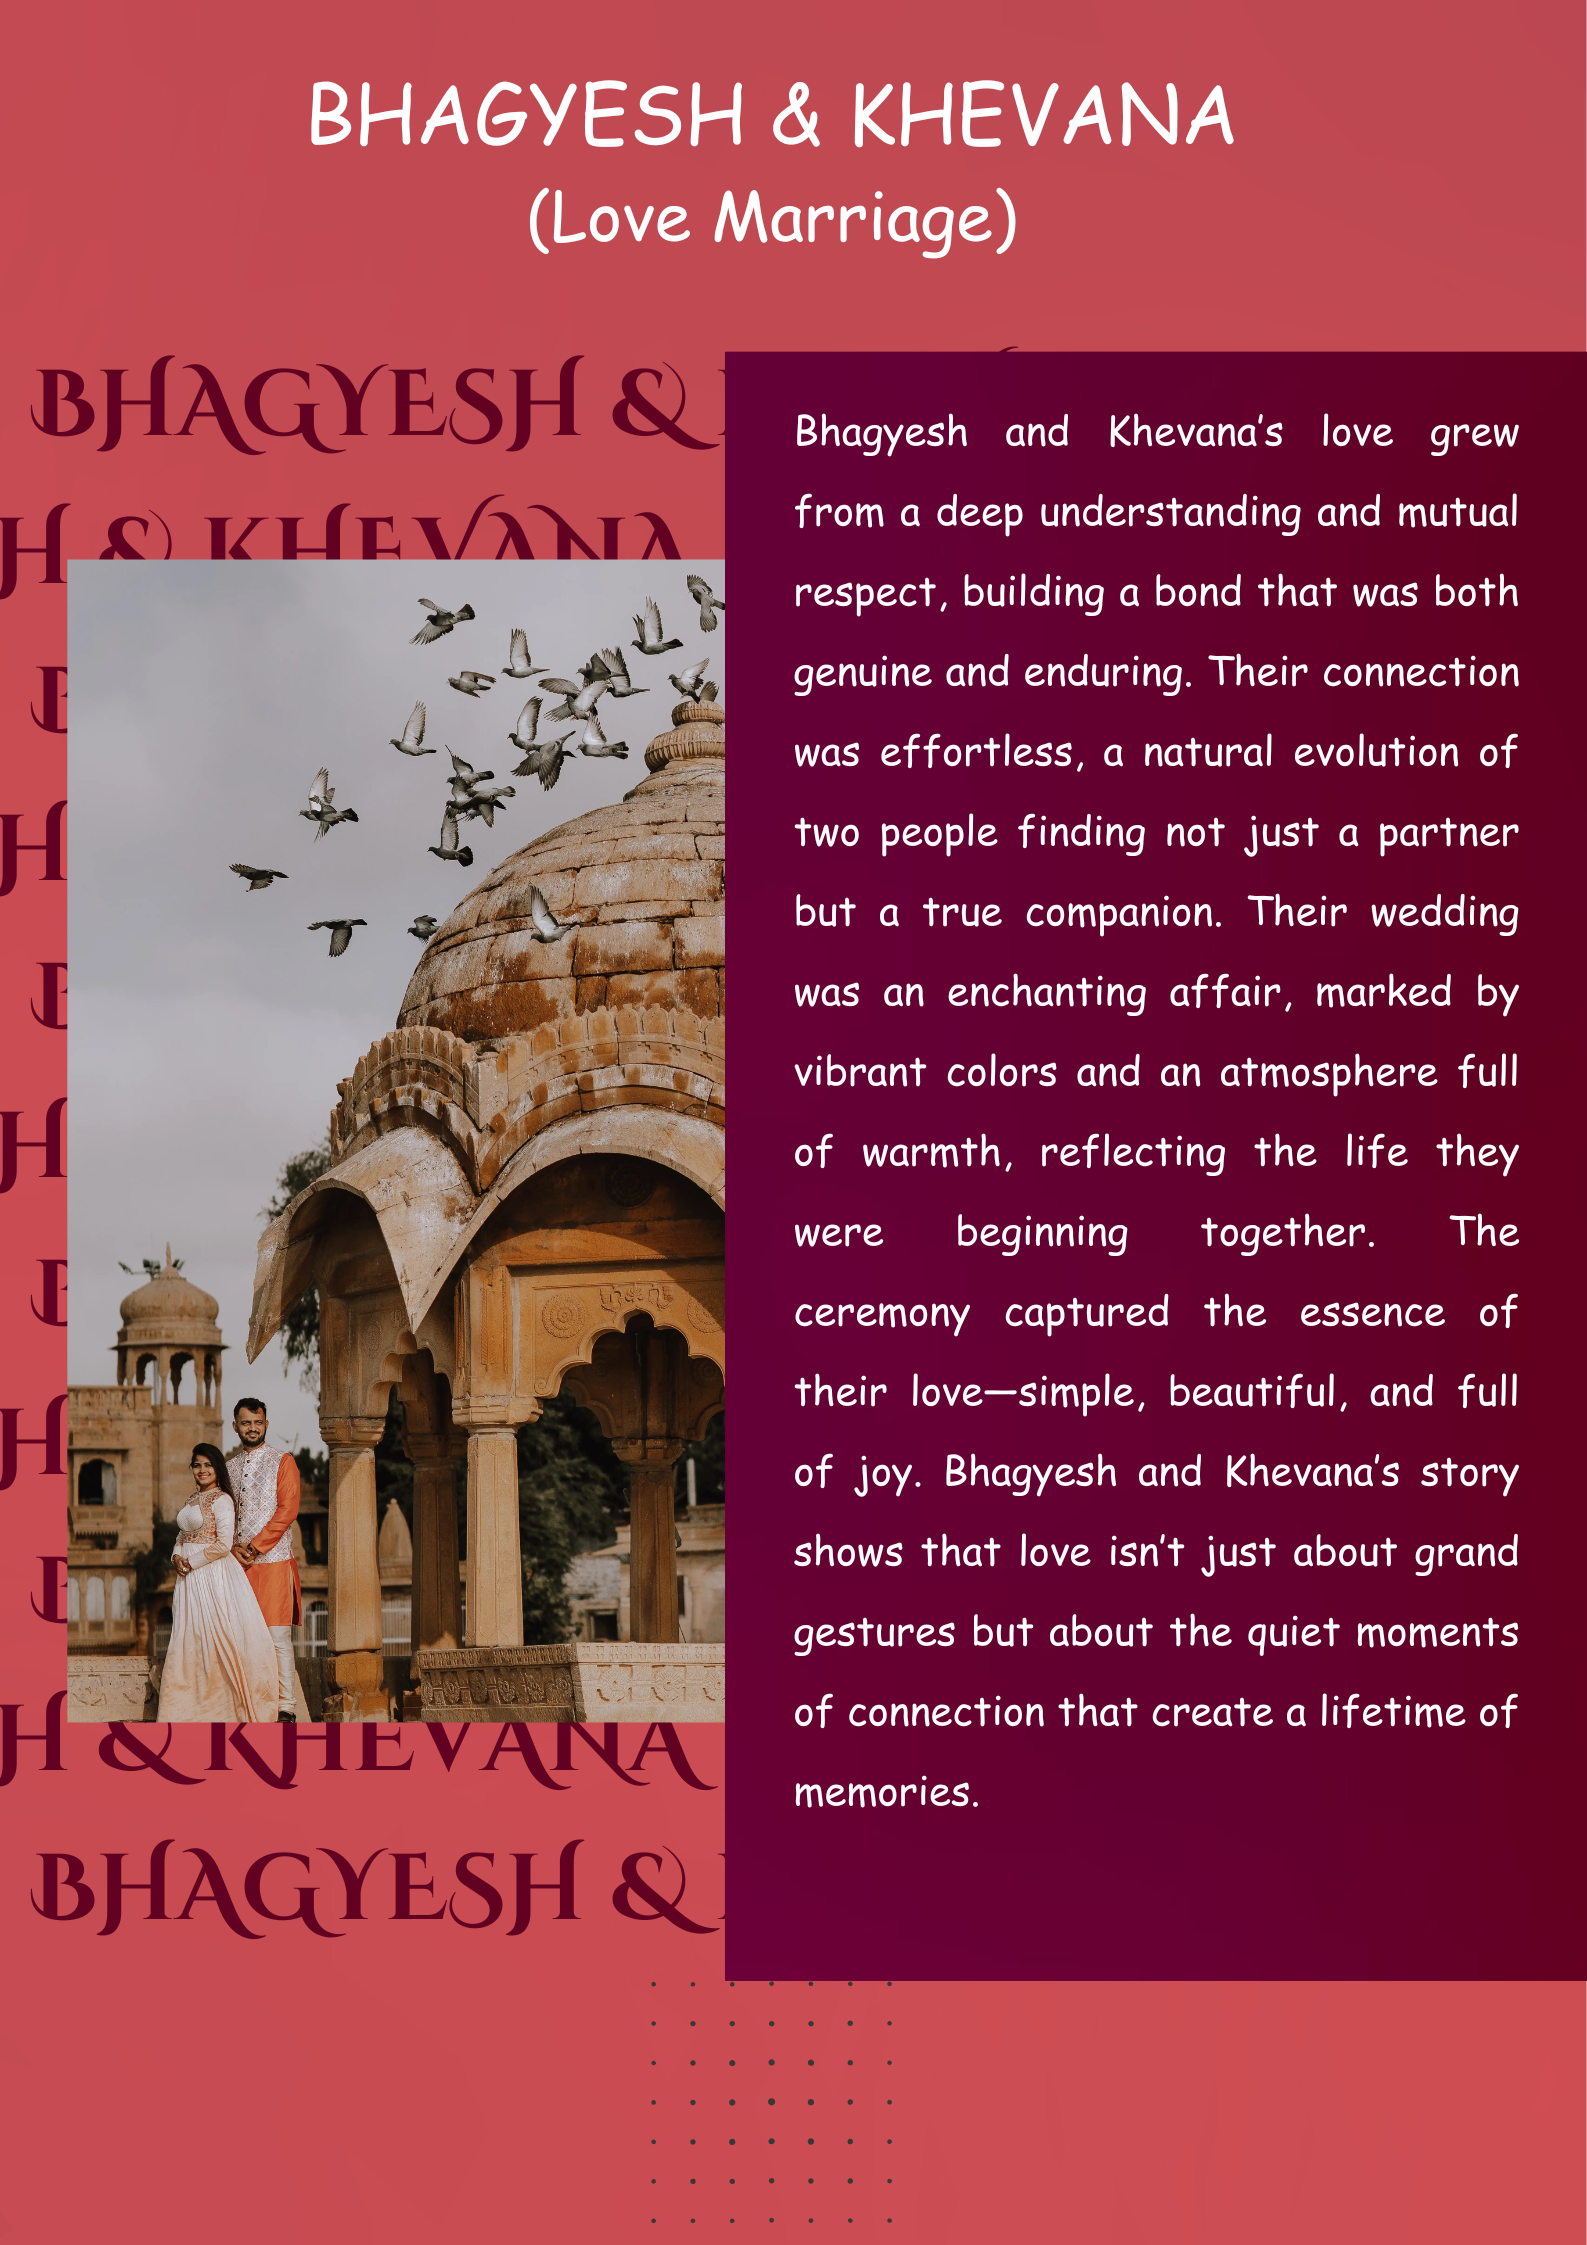 BHAGYESH & KHEVANA
(Love Marriage)
BHAGYESH &
H & KHEVANA
B
H
B
H
B
H
B
H & KHEVANA
BHAGYESH &
Bhagyesh and Khevana’s love grew
from a deep understanding and mutual
respect, building a bond that was both
genuine and enduring. Their connection
was effortless, a natural evolution of
two people finding not just a partner
but a true companion. Their wedding
was an enchanting affair, marked by
vibrant colors and an atmosphere full
of warmth, reflecting the life they
were beginning together. The
ceremony captured the essence of
their love—simple, beautiful, and full
of joy. Bhagyesh and Khevana’s story
shows that love isn’t just about grand
gestures but about the quiet moments
of connection that create a lifetime of
memories.